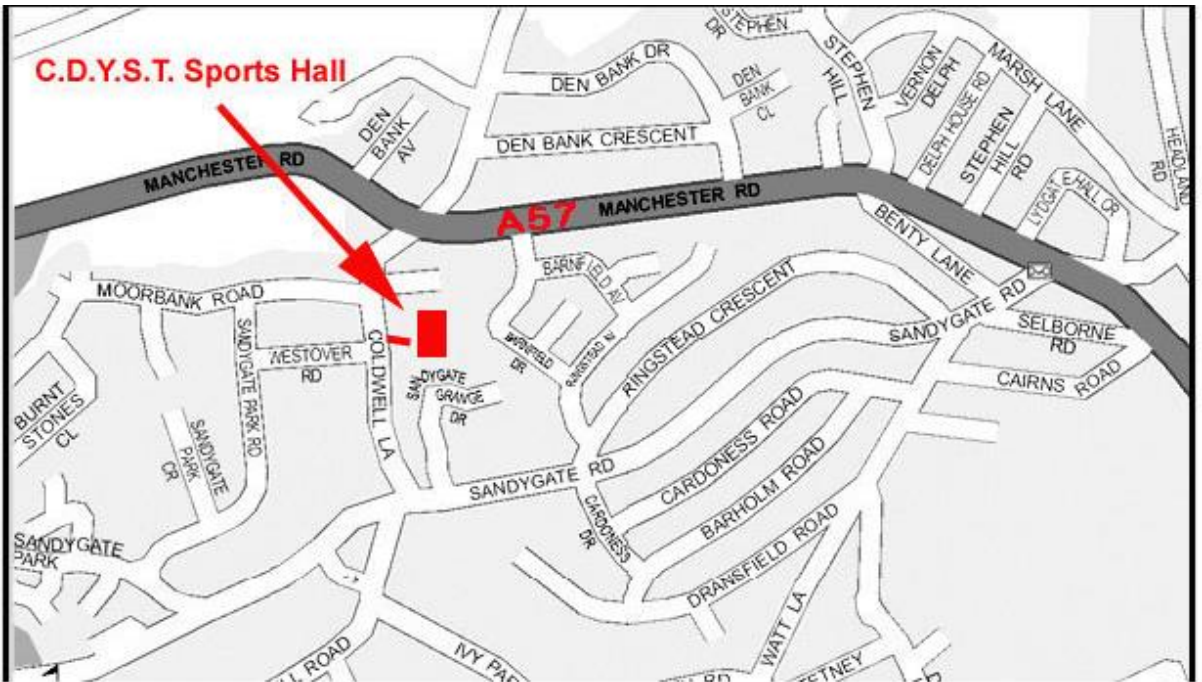 C.D.Y.S.T. Sports Hall
STEPHEN
DR
STEPHEN
HILL
DEN BANK DR
DEN
BANK
CL
VERNON
DELPH
MARSH LANE
DELPH HOUSE RD
STEPHEN
HILL
RD
HEADLAND
RD
DEN
BANK
AV
DEN BANK CRESCENT
MANCHESTER RD
A57
MANCHESTER RD
LYDGATE HALL CR
BENTY LANE
BARNFIELD AV
MOORBANK ROAD
SANDYGATE RD
SELBORNE
RD
RINGSTEAD CRESCENT
BARNFIELD
DR
COLDWELL LA
WESTOVER
RD
SANDYGATE PARK RD
SANDYGATE
GRANGE
DR
CAIRNS ROAD
BURNT
STONES
CL
SANDYGATE
PARK
CR
CARDONESS ROAD
SANDYGATE RD
BARHOLM ROAD
CARDONESS
DR
SANDYGATE
PARK
DRANSFIELD ROAD
WATT LA
IVY PA
LL ROAD
RD